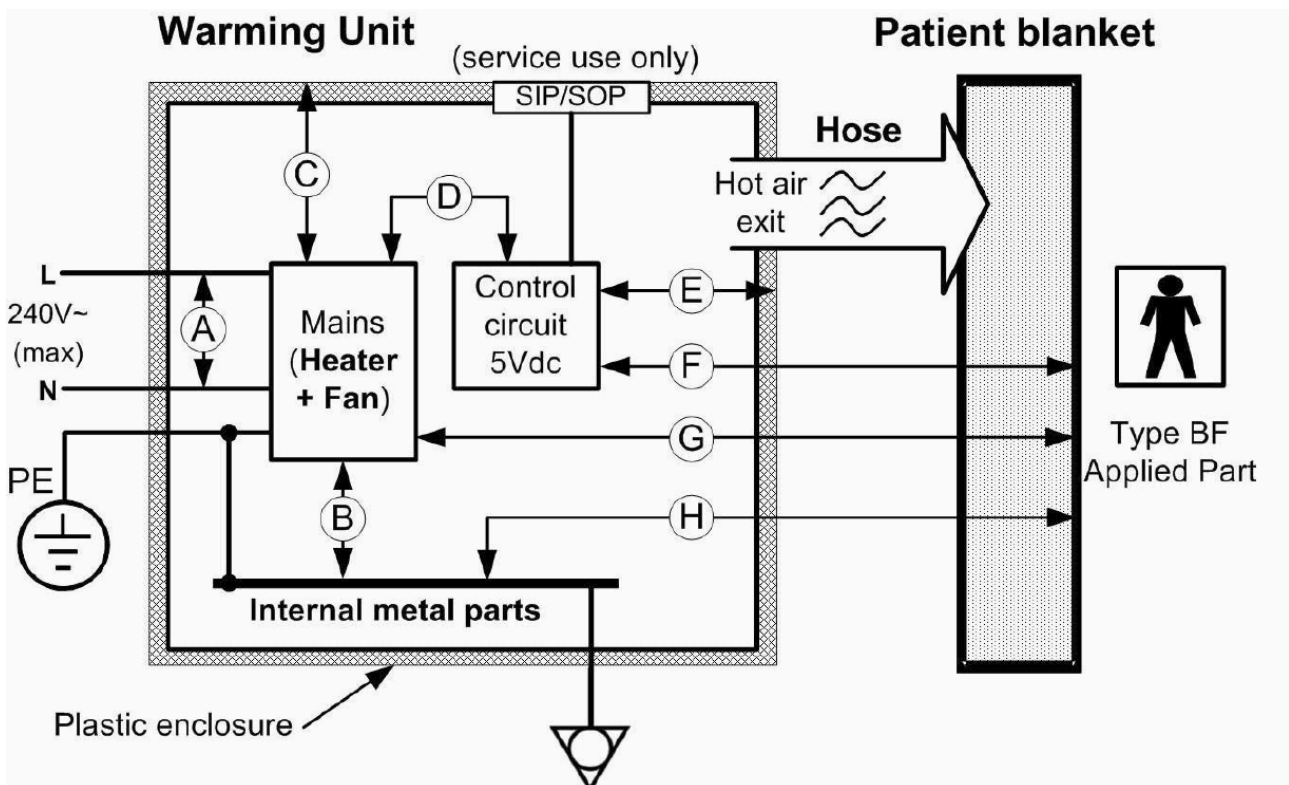 Warming Unit
Patient blanket
(service use only)
SIP/SOP
Hose
Hot air
exit
C
D
L
240V~
(max)
N
A
Mains
(Heater
+ Fan)
Control
circuit
5Vdc
E
F
G
H
B
PE
Type BF
Applied Part
Internal metal parts
Plastic enclosure